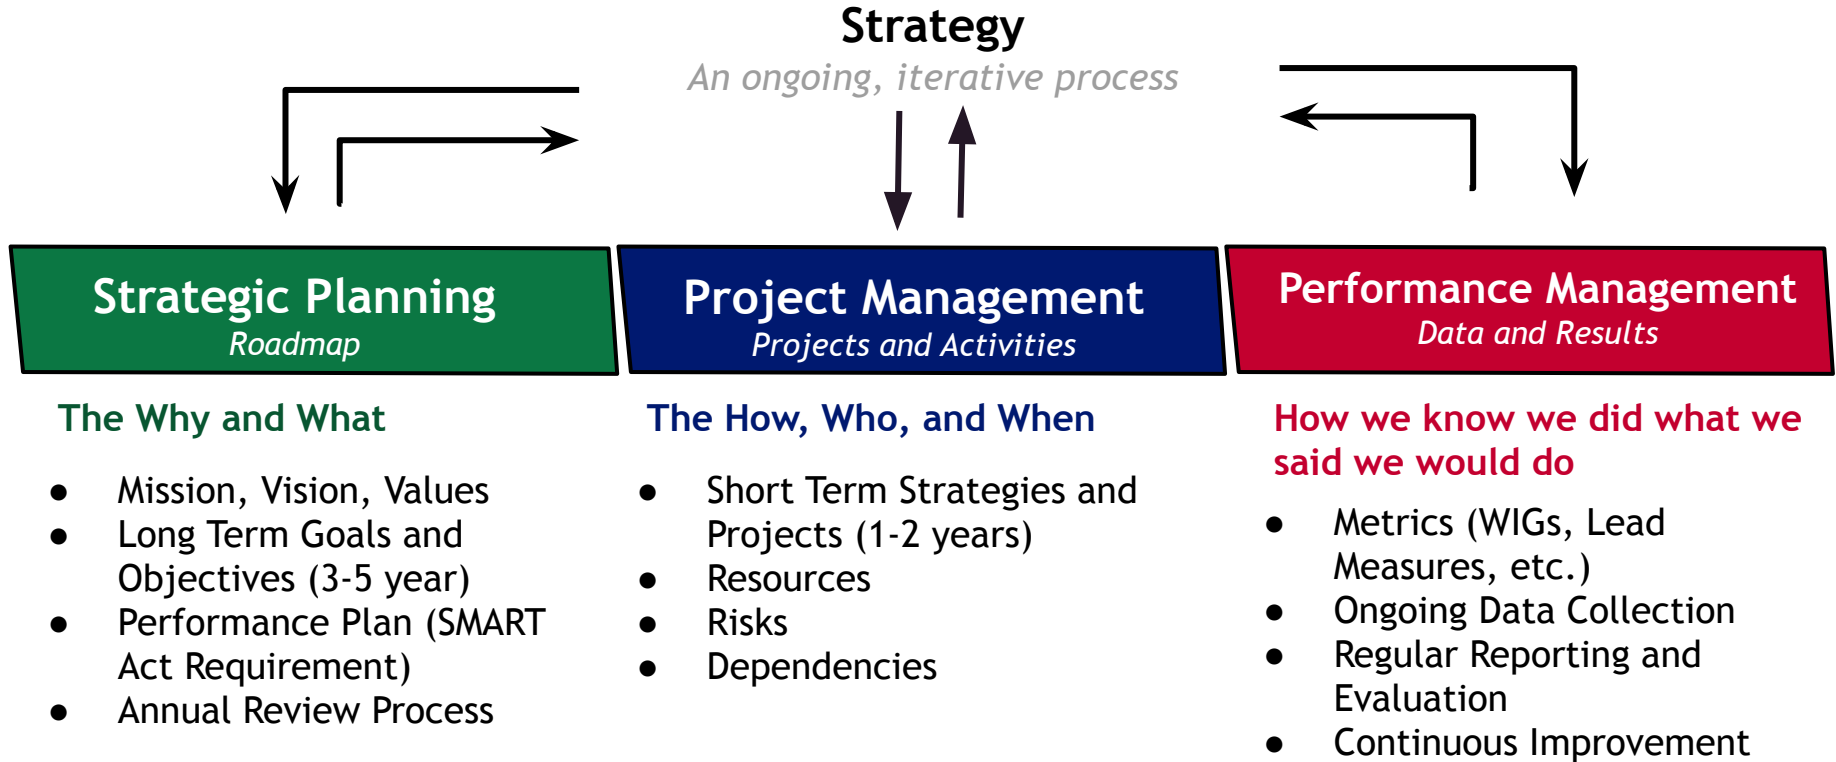 Strategy
An ongoing, iterative process
Strategic Planning
Roadmap
The Why and What
● Mission, Vision, Values
● Long Term Goals and
Objectives (3-5 year)
● Performance Plan (SMART
Act Requirement)
● Annual Review Process
Project Management
Projects and Activities
The How, Who, and When
● Short Term Strategies and
Projects (1-2 years)
● Resources
● Risks
● Dependencies
Performance Management
Data and Results
How we know we did what we
said we would do
● Metrics (WIGs, Lead
Measures, etc.)
● Ongoing Data Collection
● Regular Reporting and
Evaluation
● Continuous Improvement